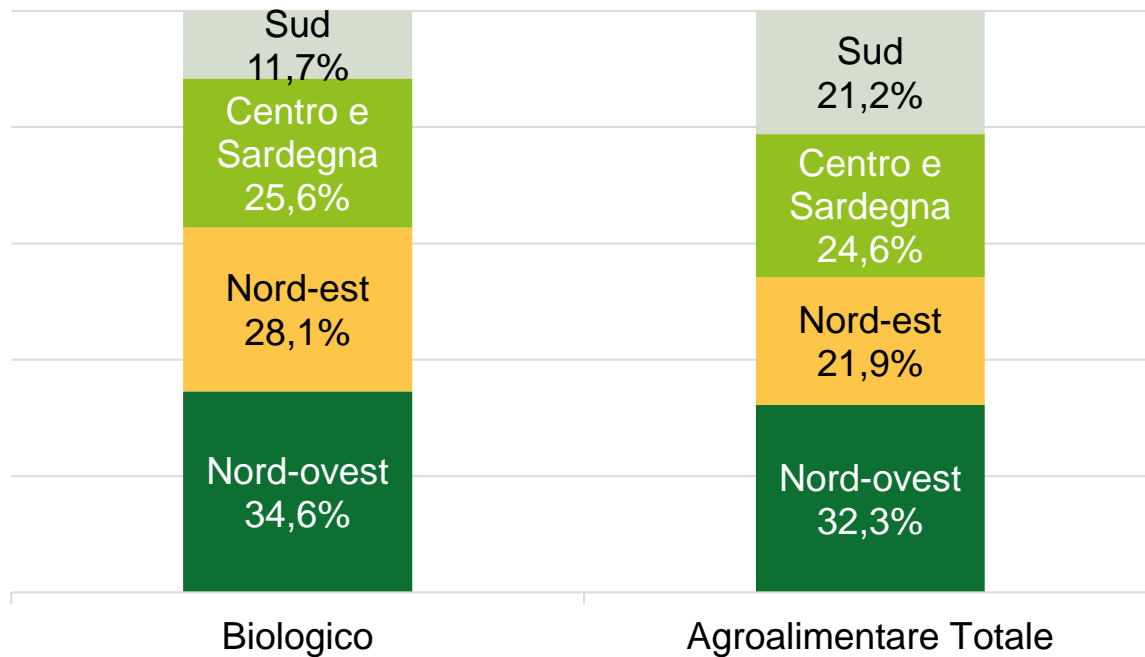 Sud
11,7%
Centro e
Sardegna
25,6%
Nord-est
28,1%
Nord-ovest
34,6%
Biologico
Sud
21,2%
Centro e
Sardegna
24,6%
Nord-est
21,9%
Nord-ovest
32,3%
Agroalimentare Totale